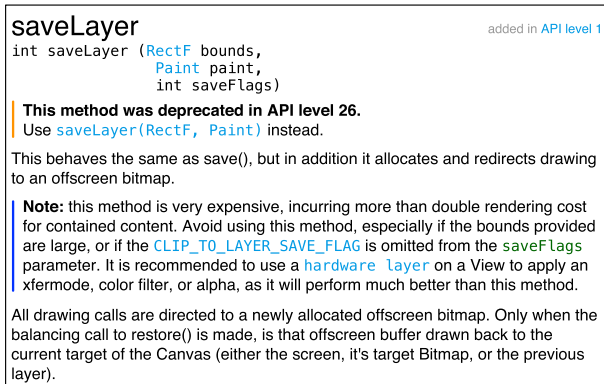 saveLayer
added in API level 1
int saveLayer (RectF bounds,
Paint paint,
int saveFlags)
This method was deprecated in API level 26.
Use saveLayer(RectF, Paint) instead.
This behaves the same as save(), but in addition it allocates and redirects drawing
to an offscreen bitmap.
Note: this method is very expensive, incurring more than double rendering cost
for contained content. Avoid using this method, especially if the bounds provided
are large, or if the CLIP_TO_LAYER_SAVE_FLAG is omitted from the saveFlags
parameter. It is recommended to use a hardware layer on a View to apply an
xfermode, color filter, or alpha, as it will perform much better than this method.
All drawing calls are directed to a newly allocated offscreen bitmap. Only when the
balancing call to restore() is made, is that offscreen buffer drawn back to the
current target of the Canvas (either the screen, it's target Bitmap, or the previous
layer).